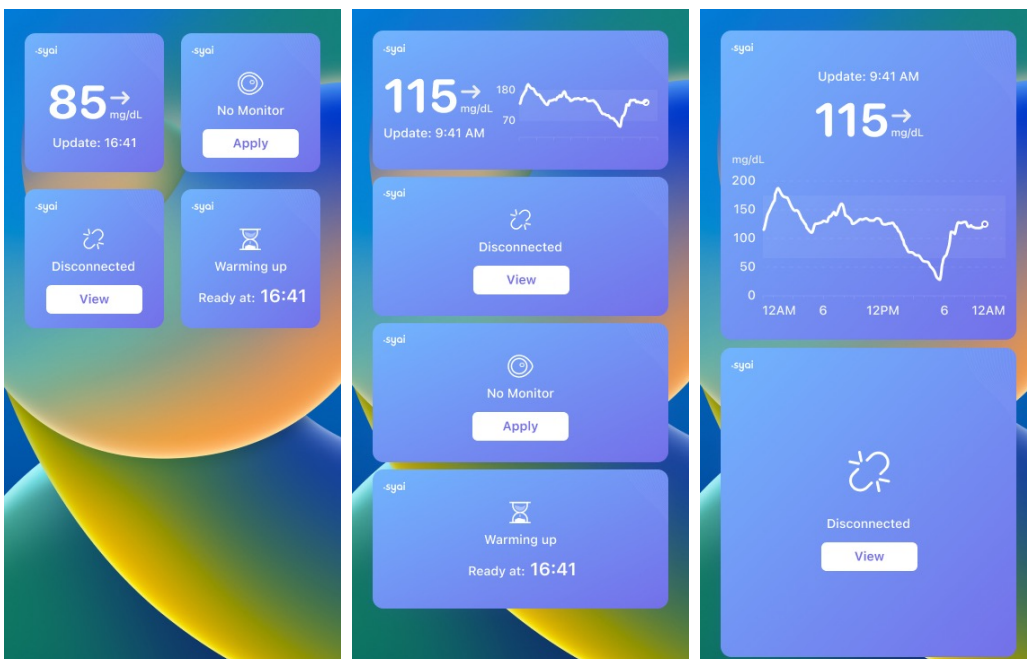 syai
85→
mg/dL
Update: 16:41
syai
No Monitor
Apply
syai
Disconnected
View
syai
Warming up
Ready at: 16:41
syai
115→
mg/dL
Update: 9:41 AM
180
70
syai
Disconnected
View
syai
No Monitor
Apply
syai
Warming up
Ready at: 16:41
syai
Update: 9:41 AM
115→
mg/dL
mg/dL
200
150
100
50
0
12AM 6 12PM 6 12AM
syai
Disconnected
View